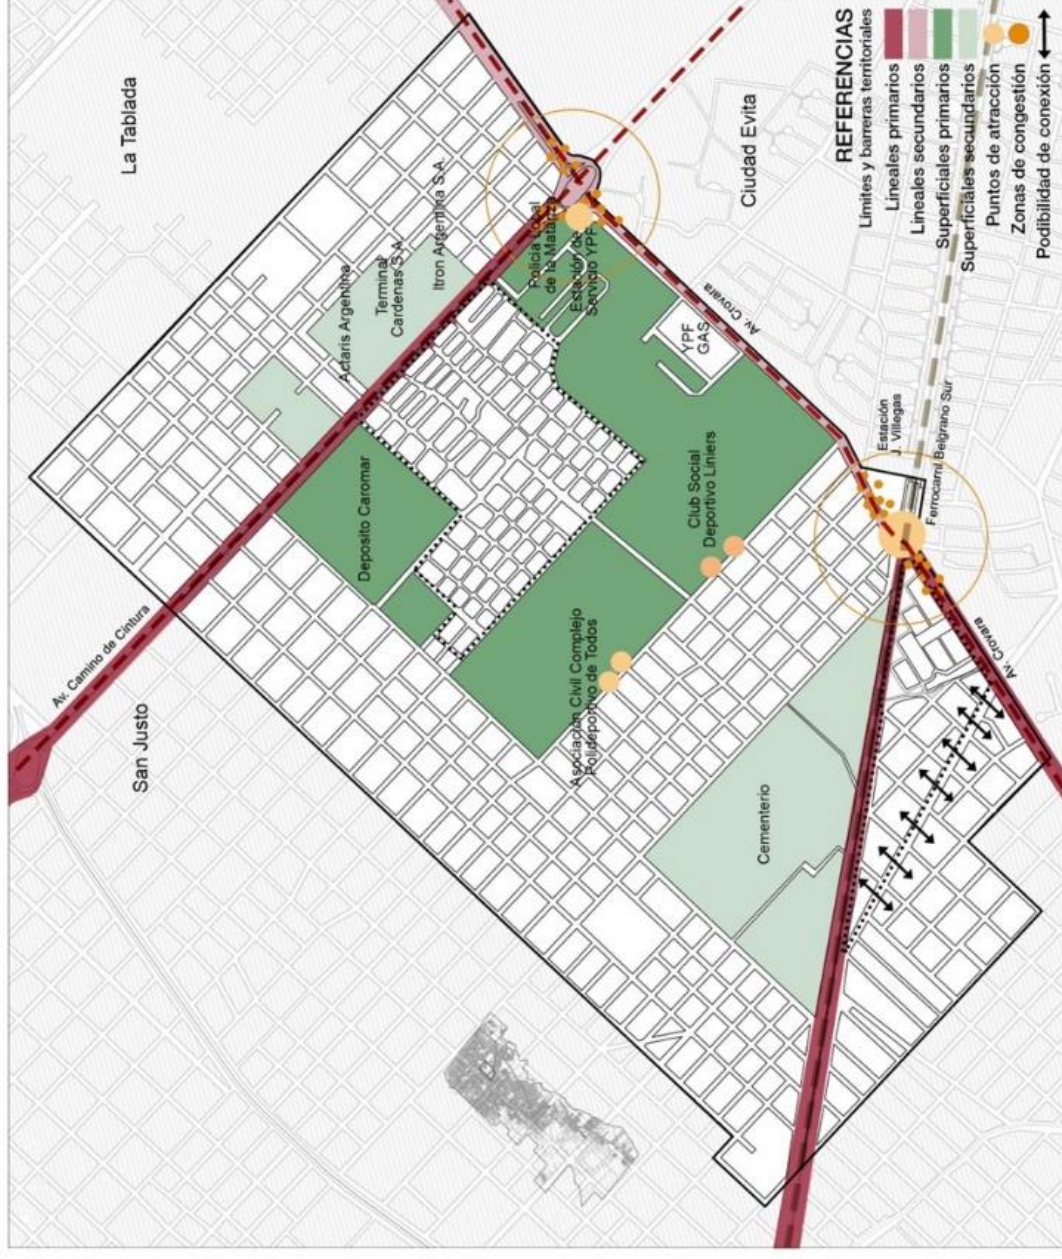 La Tablada
Ciudad Evita
San Justo
Av. Camino de Cintura
Actaris Argentina
Terminal
Cardenas S.A.
Itron Argentina S.A.
Policia Local
de la Matanza
Estación de
Servicio YPF
Av. Crovara
YPF
GAS
Deposito Caromar
Club Social
Deportivo Liniers
Asociación Civil Complejo
Polideportivo de Todos
Cementerio
Estación
J. Villegas
Ferrocarril Belgrano Sur
Av. Crovara
REFERENCIAS
Límites y barreras territoriales
Lineales primarios
Lineales secundarios
Superficiales primarios
Superficiales secundarios
Puntos de atracción
Zonas de congestión
Podibilidad de conexión